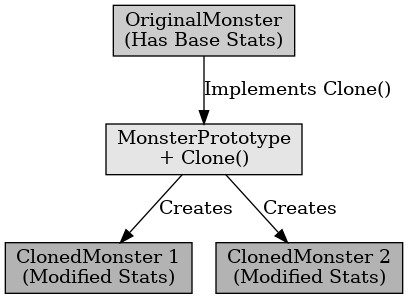 OriginalMonster
(Has Base Stats)
Implements Clone()
MonsterPrototype
+ Clone()
Creates
Creates
ClonedMonster 1
(Modified Stats)
ClonedMonster 2
(Modified Stats)